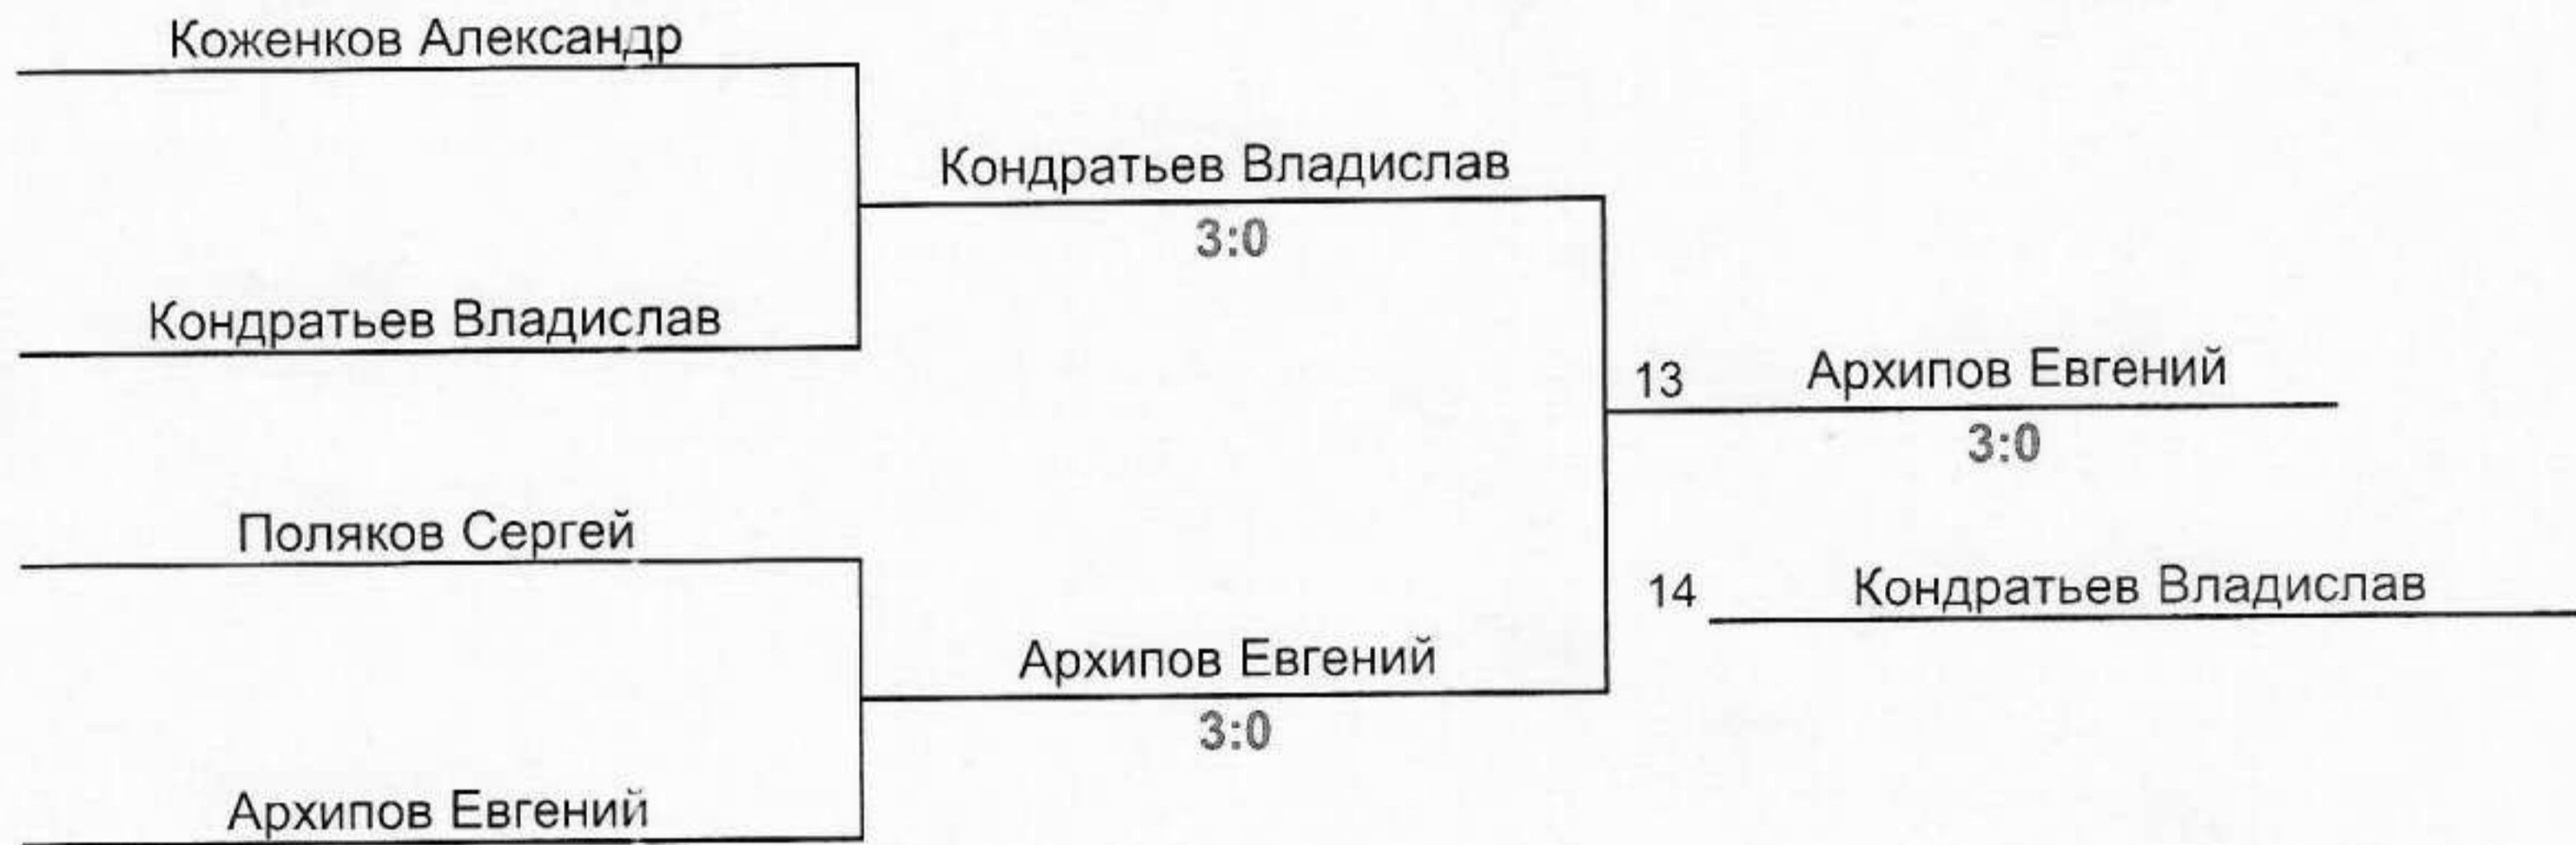 Коженков Александр
Кондратьев Владислав
3:0
Кондратьев Владислав
13 Архипов Евгений
3:0
Поляков Сергей
14 Кондратьев Владислав
Архипов Евгений
3:0
Архипов Евгений